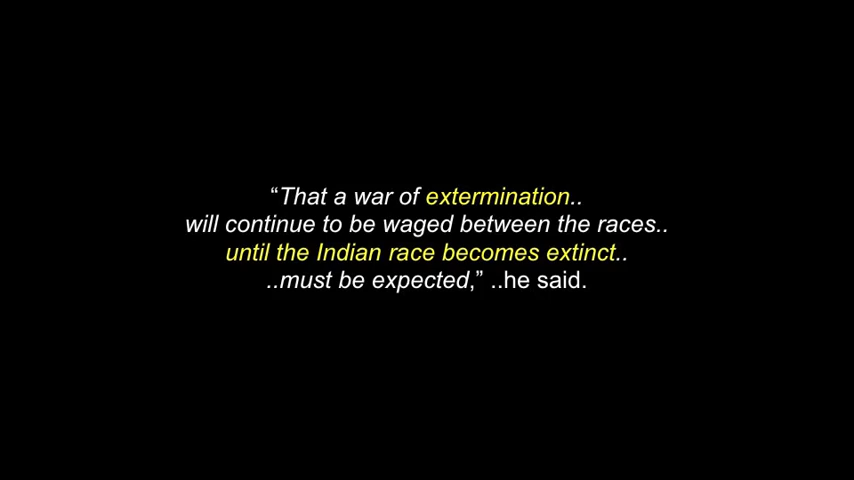 “That a war of extermination..
will continue to be waged between the races..
until the Indian race becomes extinct..
..must be expected,” ..he said.